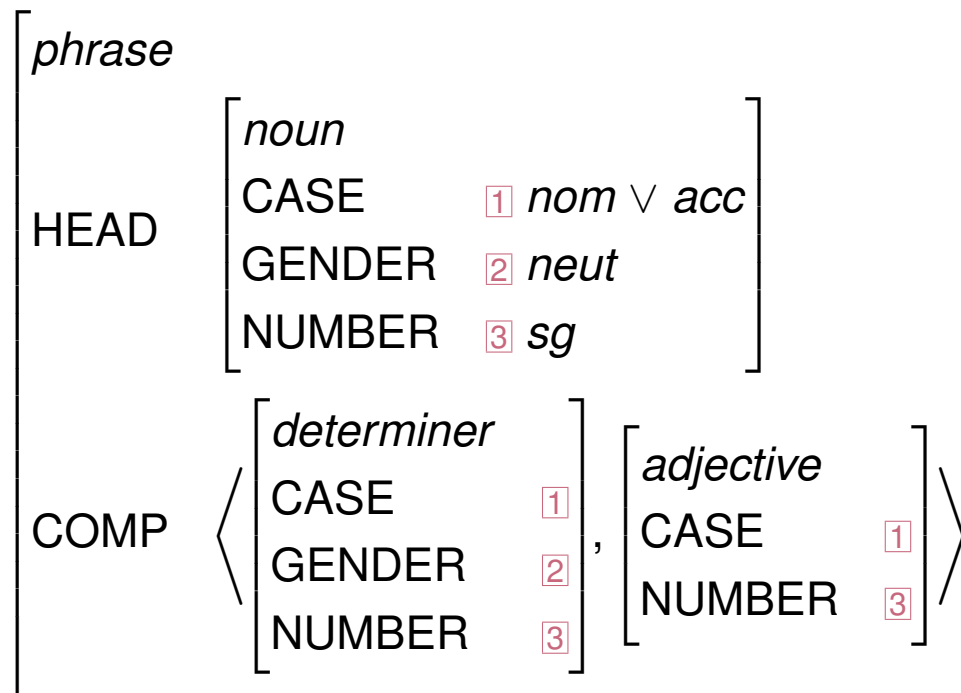 phrase
HEAD
noun
CASE 1 nom ∨ acc
GENDER 2 neut
NUMBER 3 sg
COMP
determiner
CASE 1
GENDER 2
NUMBER 3
,
adjective
CASE 1
NUMBER 3